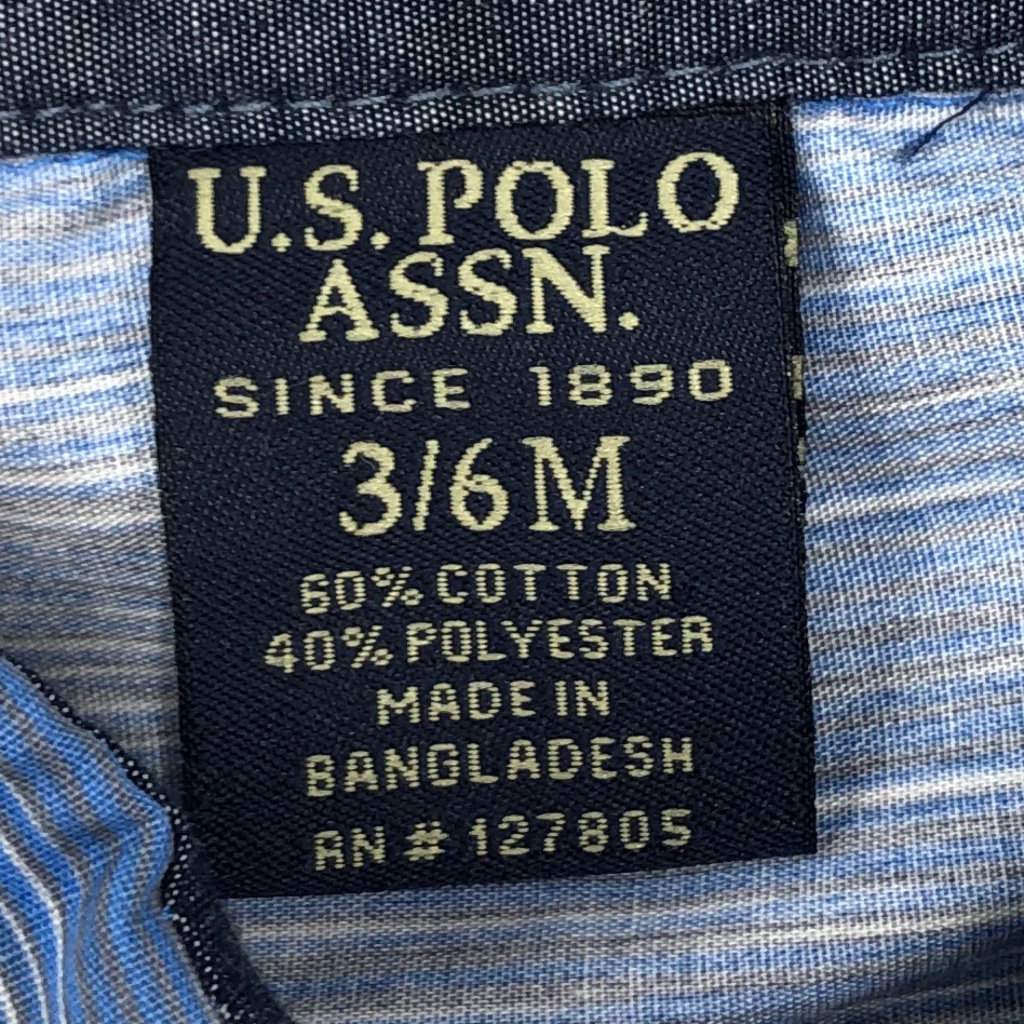 U.S. POLO
ASSN.
SINCE 1890
3/6M
60% COTTON
40% POLYESTER
MADE IN
BANGLADESH
RN # 127805